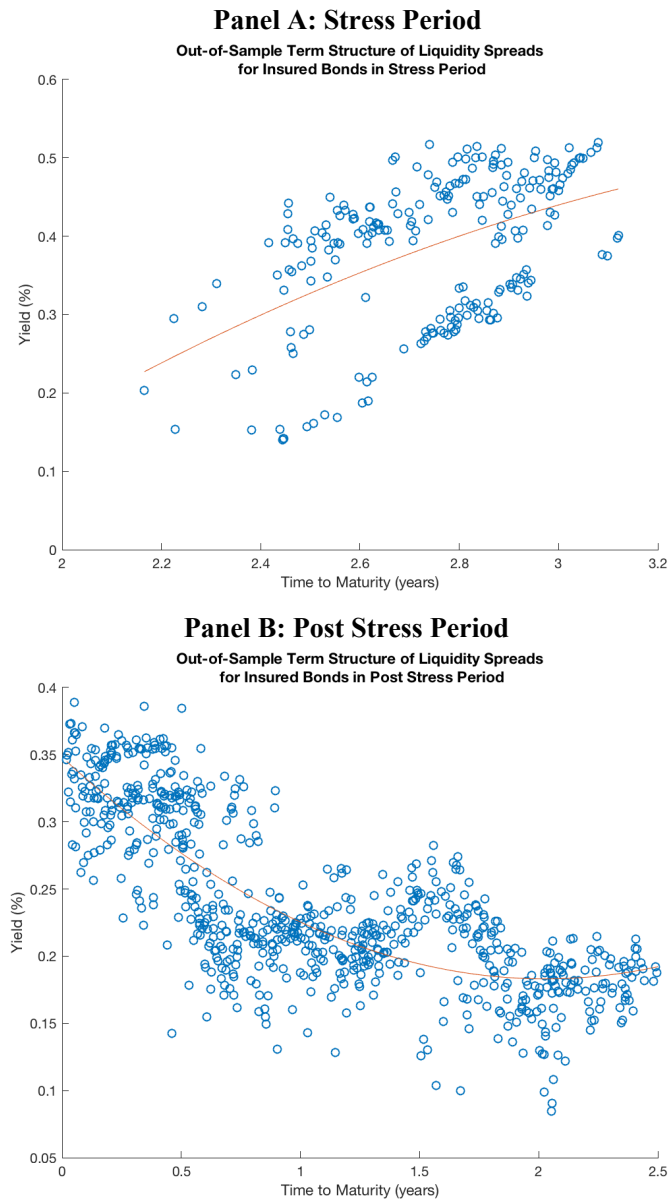 Panel A: Stress Period
Out-of-Sample Term Structure of Liquidity Spreads
for Insured Bonds in Stress Period
0.6
0.5
0.4
0.3
0.2
0.1
0
Yield (%)
2
2.2
2.4
2.6
2.8
3
3.2
Time to Maturity (years)
Panel B: Post Stress Period
Out-of-Sample Term Structure of Liquidity Spreads
for Insured Bonds in Post Stress Period
0.4
0.35
0.3
0.25
0.2
0.15
0.1
0.05
Yield (%)
0
0.5
1
1.5
2
2.5
Time to Maturity (years)